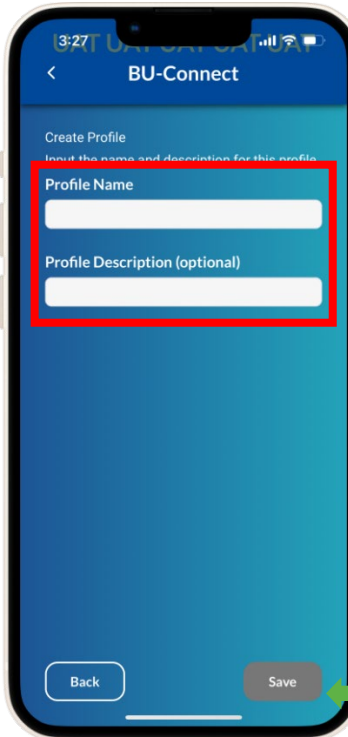 3:27
UAT UAT UAT UAT UAT
BU-Connect
Create Profile
Input the name and description for this profile
Profile Name
Profile Description (optional)
Back
Save